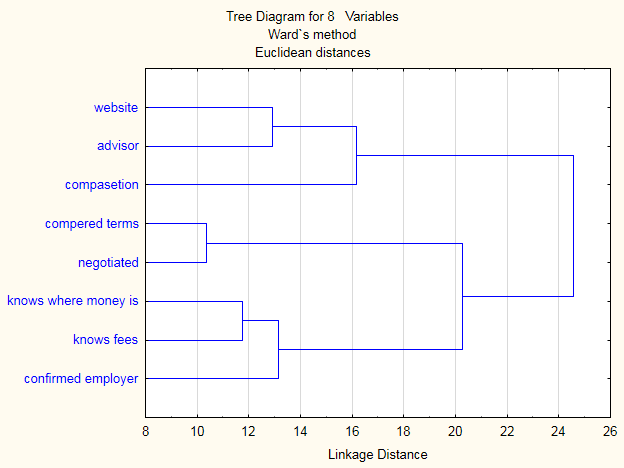 Tree Diagram for 8 Variables
Ward`s method
Euclidean distances
website
advisor
compasetion
compered terms
negotiated
knows where money is
knows fees
confirmed employer
8 10 12 14 16 18 20 22 24 26
Linkage Distance